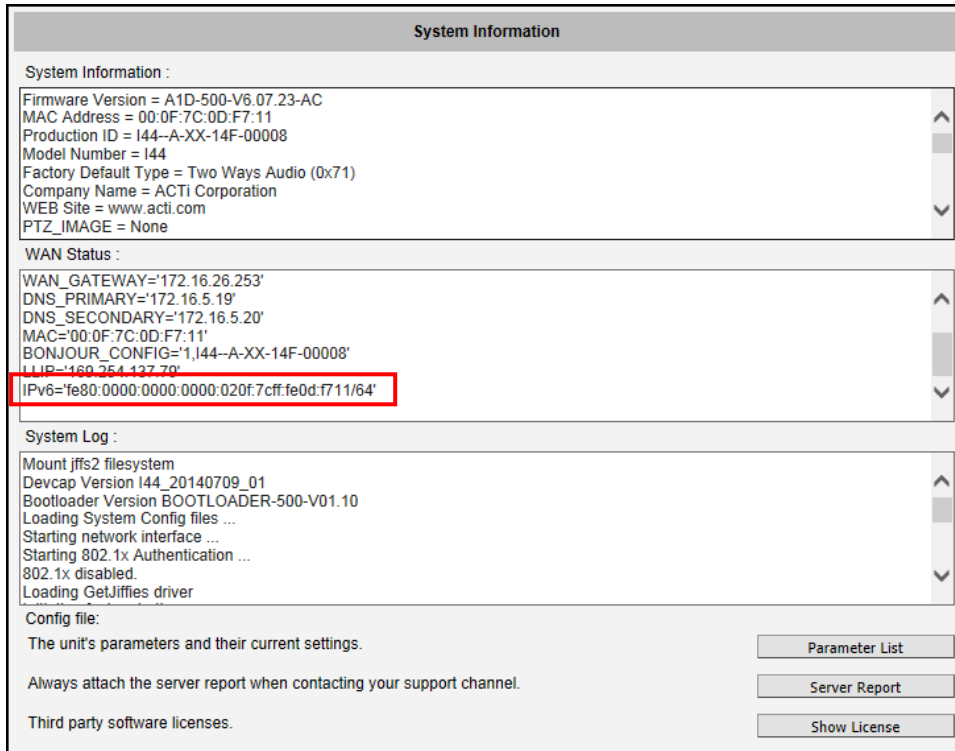 System Information
System Information :
Firmware Version = A1D-500-V6.07.23-AC
MAC Address = 00:0F:7C:0D:F7:11
Production ID = I44--A-XX-14F-00008
Model Number = I44
Factory Default Type = Two Ways Audio (0x71)
Company Name = ACTi Corporation
WEB Site = www.acti.com
PTZ_IMAGE = None
WAN Status :
WAN_GATEWAY='172.16.26.253'
DNS_PRIMARY='172.16.5.19'
DNS_SECONDARY='172.16.5.20'
MAC='00:0F:7C:0D:F7:11'
BONJOUR_CONFIG='1,I44--A-XX-14F-00008'
LLIP='169.254.137.79'
IPv6='fe80:0000:0000:0000:020f:7cff:fe0d:f711/64'
System Log :
Mount jffs2 filesystem
Devcap Version I44_20140709_01
Bootloader Version BOOTLOADER-500-V01.10
Loading System Config files ...
Starting network interface ...
Starting 802.1x Authentication ...
802.1x disabled.
Loading GetJiffies driver
Config file:
The unit's parameters and their current settings.
Parameter List
Always attach the server report when contacting your support channel.
Server Report
Third party software licenses.
Show License